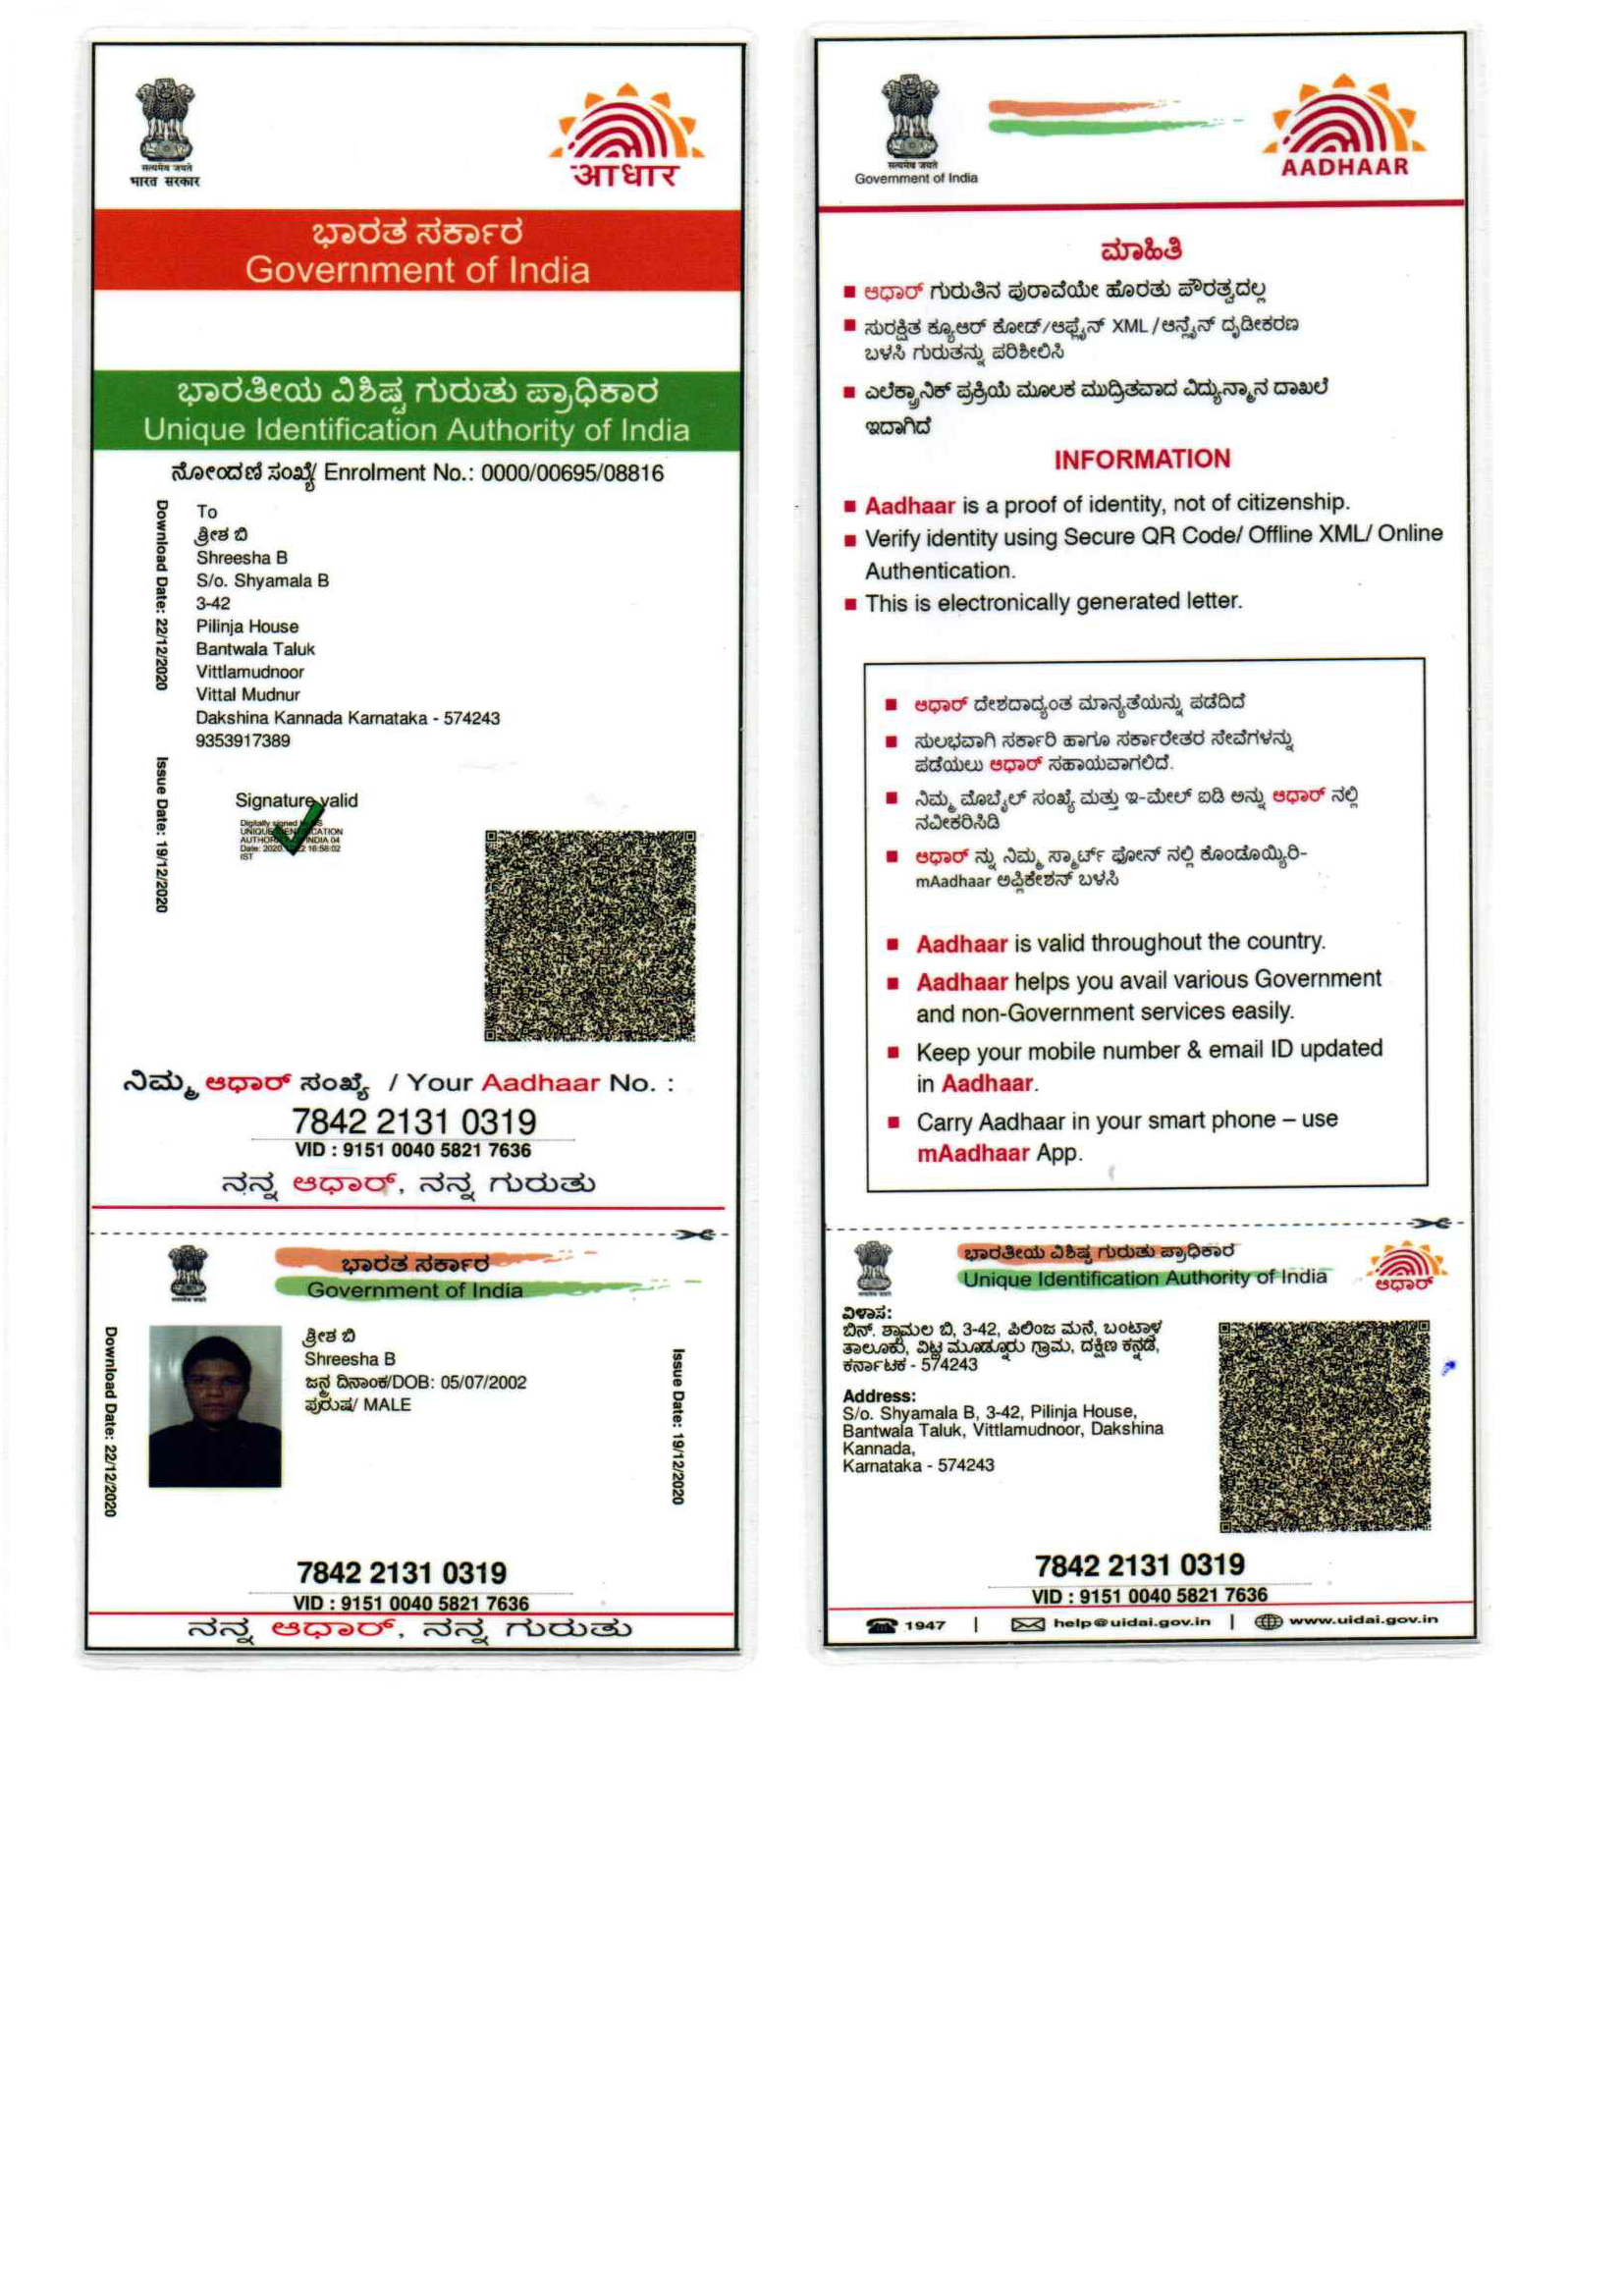 सत्यमेव जयते
भारत सरकार
आधार
ಭಾರತ ಸರ್ಕಾರ
Government of India
ಭಾರತೀಯ ವಿಶಿಷ್ಟ ಗುರುತು ಪ್ರಾಧಿಕಾರ
Unique Identification Authority of India
ನೋಂದಣಿ ಸಂಖ್ಯೆ/ Enrolment No.: 0000/00695/08816
Download Date: 22/12/2020
Issue Date: 19/12/2020
To
ಶ್ರೀಶ ಬಿ
Shreesha B
S/o. Shyamala B
3-42
Pilinja House
Bantwala Taluk
Vittlamudnoor
Vittal Mudnur
Dakshina Kannada Karnataka - 574243
9353917389
Signature valid
Digitally signed
UNIQUE
AUTHOR INDIA 04
Date: 2020 16:58:02
IST
ನಿಮ್ಮ ಆಧಾರ್ ಸಂಖ್ಯೆ / Your Aadhaar No. :
7842 2131 0319
VID : 9151 0040 5821 7636
ನನ್ನ ಆಧಾರ್, ನನ್ನ ಗುರುತು
ಭಾರತ ಸರ್ಕಾರ
Government of India
Download Date: 22/12/2020
ಶ್ರೀಶ ಬಿ
Shreesha B
ಜನ್ಮ ದಿನಾಂಕ/DOB: 05/07/2002
ಪುರುಷ/ MALE
Issue Date: 19/12/2020
7842 2131 0319
VID : 9151 0040 5821 7636
ನನ್ನ ಆಧಾರ್, ನನ್ನ ಗುರುತು
सत्यमेव जयते
Government of India
AADHAAR
ಮಾಹಿತಿ
ಆಧಾರ್ ಗುರುತಿನ ಪುರಾವೆಯೇ ಹೊರತು ಪೌರತ್ವದಲ್ಲ
ಸುರಕ್ಷಿತ ಕ್ಯೂಆರ್ ಕೋಡ್/ಆಫ್ಲೈನ್ XML /ಆನ್ಲೈನ್ ದೃಡೀಕರಣ
ಬಳಸಿ ಗುರುತನ್ನು ಪರಿಶೀಲಿಸಿ
ಎಲೆಕ್ಟ್ರಾನಿಕ್ ಪ್ರಕ್ರಿಯೆ ಮೂಲಕ ಮುದ್ರಿತವಾದ ವಿದ್ಯುನ್ಮಾನ ದಾಖಲೆ
ಇದಾಗಿದೆ
INFORMATION
Aadhaar is a proof of identity, not of citizenship.
Verify identity using Secure QR Code/ Offline XML/ Online
Authentication.
This is electronically generated letter.
ಆಧಾರ್ ದೇಶದಾದ್ಯಂತ ಮಾನ್ಯತೆಯನ್ನು ಪಡೆದಿದೆ
ಸುಲಭವಾಗಿ ಸರ್ಕಾರಿ ಹಾಗೂ ಸರ್ಕಾರೇತರ ಸೇವೆಗಳನ್ನು
ಪಡೆಯಲು ಆಧಾರ್ ಸಹಾಯವಾಗಲಿದೆ.
ನಿಮ್ಮ ಮೊಬೈಲ್ ಸಂಖ್ಯೆ ಮತ್ತು ಇ-ಮೇಲ್ ಐಡಿ ಅನ್ನು ಆಧಾರ್ ನಲ್ಲಿ
ನವೀಕರಿಸಿಡಿ
ಆಧಾರ್ ನ್ನು ನಿಮ್ಮ ಸ್ಮಾರ್ಟ್ ಫೋನ್ ನಲ್ಲಿ ಕೊಂಡೊಯ್ಯಿರಿ-
mAadhaar ಅಪ್ಲಿಕೇಶನ್ ಬಳಸಿ
Aadhaar is valid throughout the country.
Aadhaar helps you avail various Government
and non-Government services easily.
Keep your mobile number & email ID updated
in Aadhaar.
Carry Aadhaar in your smart phone – use
mAadhaar App.
ಭಾರತೀಯ ವಿಶಿಷ್ಟ ಗುರುತು ಪ್ರಾಧಿಕಾರ
Unique Identification Authority of India
ಆಧಾರ್
ವಿಳಾಸ:
ಬಿನ್. ಶ್ಯಾಮಲ ಬಿ, 3-42, ಪಿಲಿಂಜ ಮನೆ, ಬಂಟ್ವಾಳ
ತಾಲೂಕು, ವಿಟ್ಲ ಮೂಡ್ನೂರು ಗ್ರಾಮ, ದಕ್ಷಿಣ ಕನ್ನಡ,
ಕರ್ನಾಟಕ - 574243
Address:
S/o. Shyamala B, 3-42, Pilinja House,
Bantwala Taluk, Vittlamudnoor, Dakshina
Kannada,
Karnataka - 574243
7842 2131 0319
VID : 9151 0040 5821 7636
1947 | help@uidai.gov.in | www.uidai.gov.in